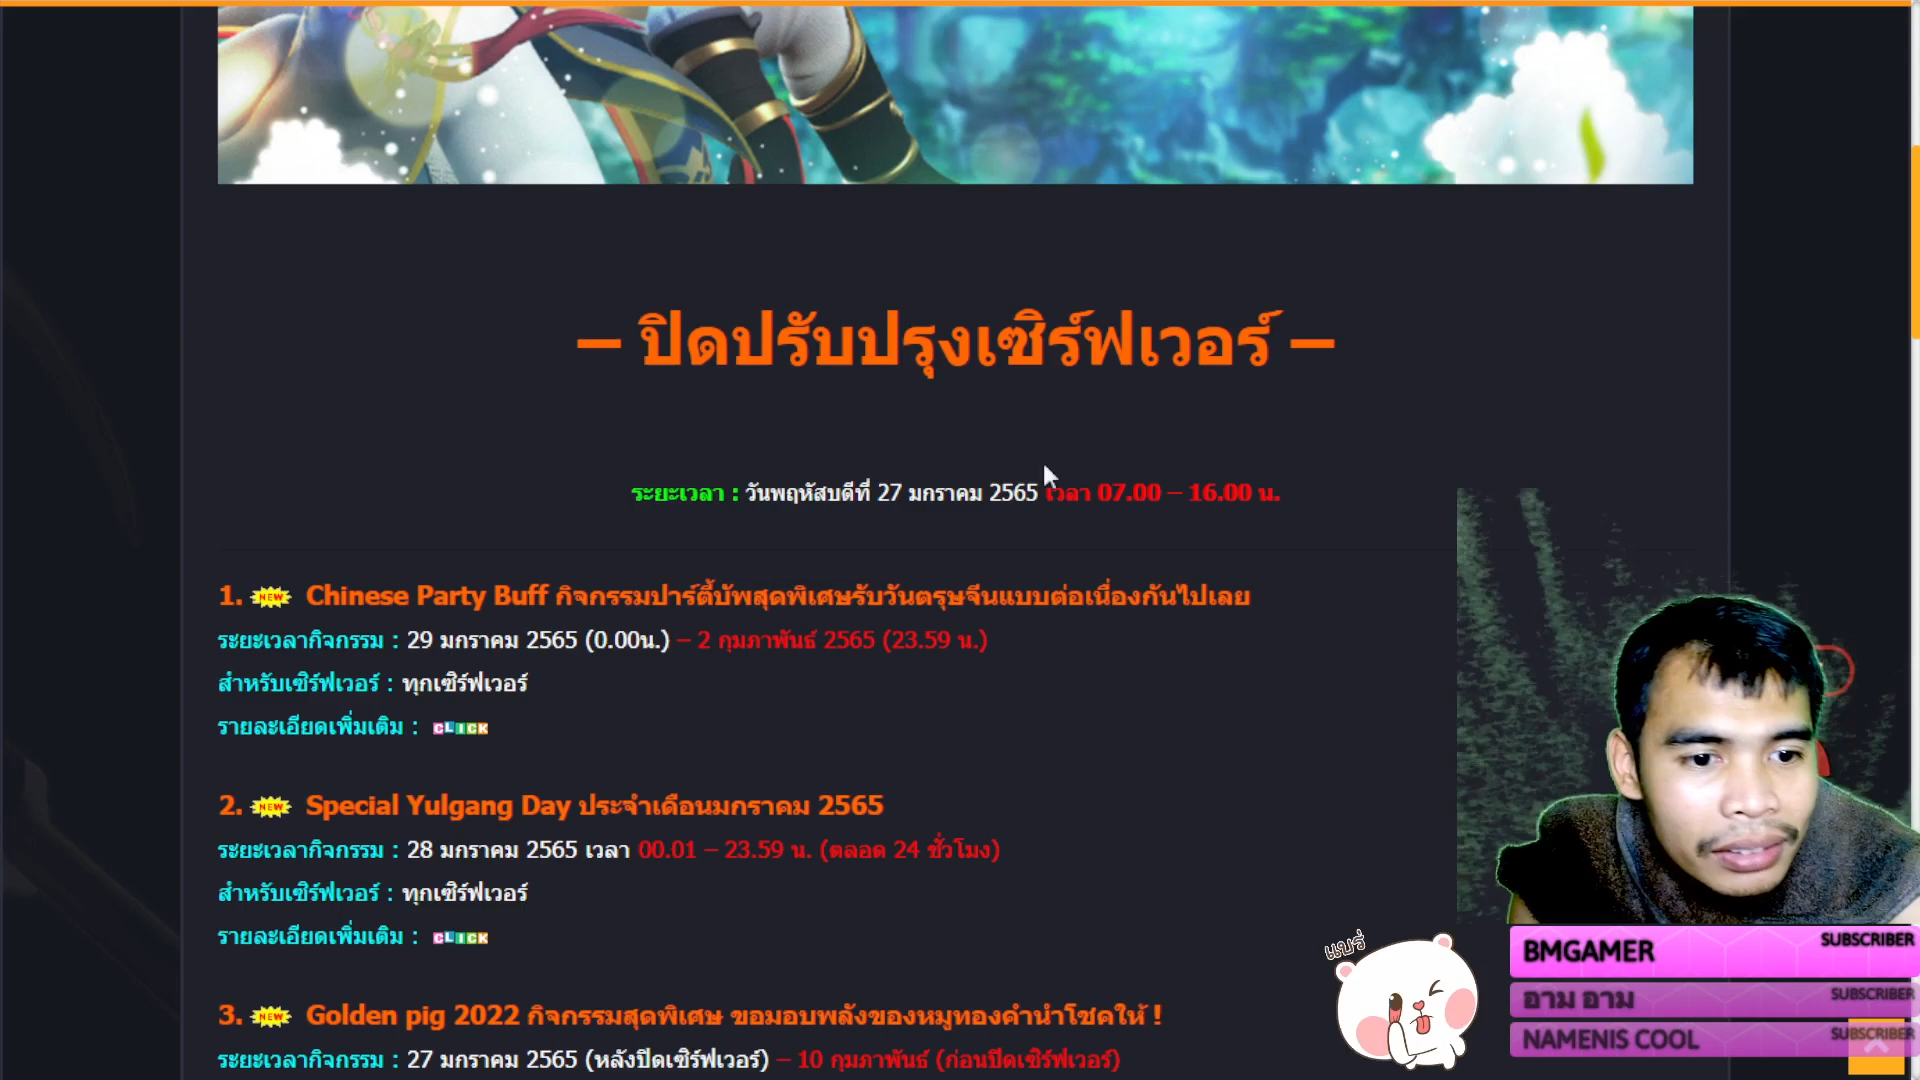 – ปิดปรับปรุงเซิร์ฟเวอร์ –
ระยะเวลา : วันพฤหัสบดีที่ 27 มกราคม 2565 เวลา 07.00 – 16.00 น.
1. NEW Chinese Party Buff กิจกรรมปาร์ตี้บัพสุดพิเศษรับวันตรุษจีนแบบต่อเนื่องกันไปเลย
ระยะเวลากิจกรรม : 29 มกราคม 2565 (0.00น.) – 2 กุมภาพันธ์ 2565 (23.59 น.)
สำหรับเซิร์ฟเวอร์ : ทุกเซิร์ฟเวอร์
รายละเอียดเพิ่มเติม : CLICK
2. NEW Special Yulgang Day ประจำเดือนมกราคม 2565
ระยะเวลากิจกรรม : 28 มกราคม 2565 เวลา 00.01 – 23.59 น. (ตลอด 24 ชั่วโมง)
สำหรับเซิร์ฟเวอร์ : ทุกเซิร์ฟเวอร์
รายละเอียดเพิ่มเติม : CLICK
3. NEW Golden pig 2022 กิจกรรมสุดพิเศษ ขอมอบพลังของหมูทองคำนำโชคให้ !
ระยะเวลากิจกรรม : 27 มกราคม 2565 (หลังปิดเซิร์ฟเวอร์) – 10 กุมภาพันธ์ (ก่อนปิดเซิร์ฟเวอร์)
แบร่
BMGAMER SUBSCRIBER
อาม อาม SUBSCRIBER
NAMENIS COOL SUBSCRIBER